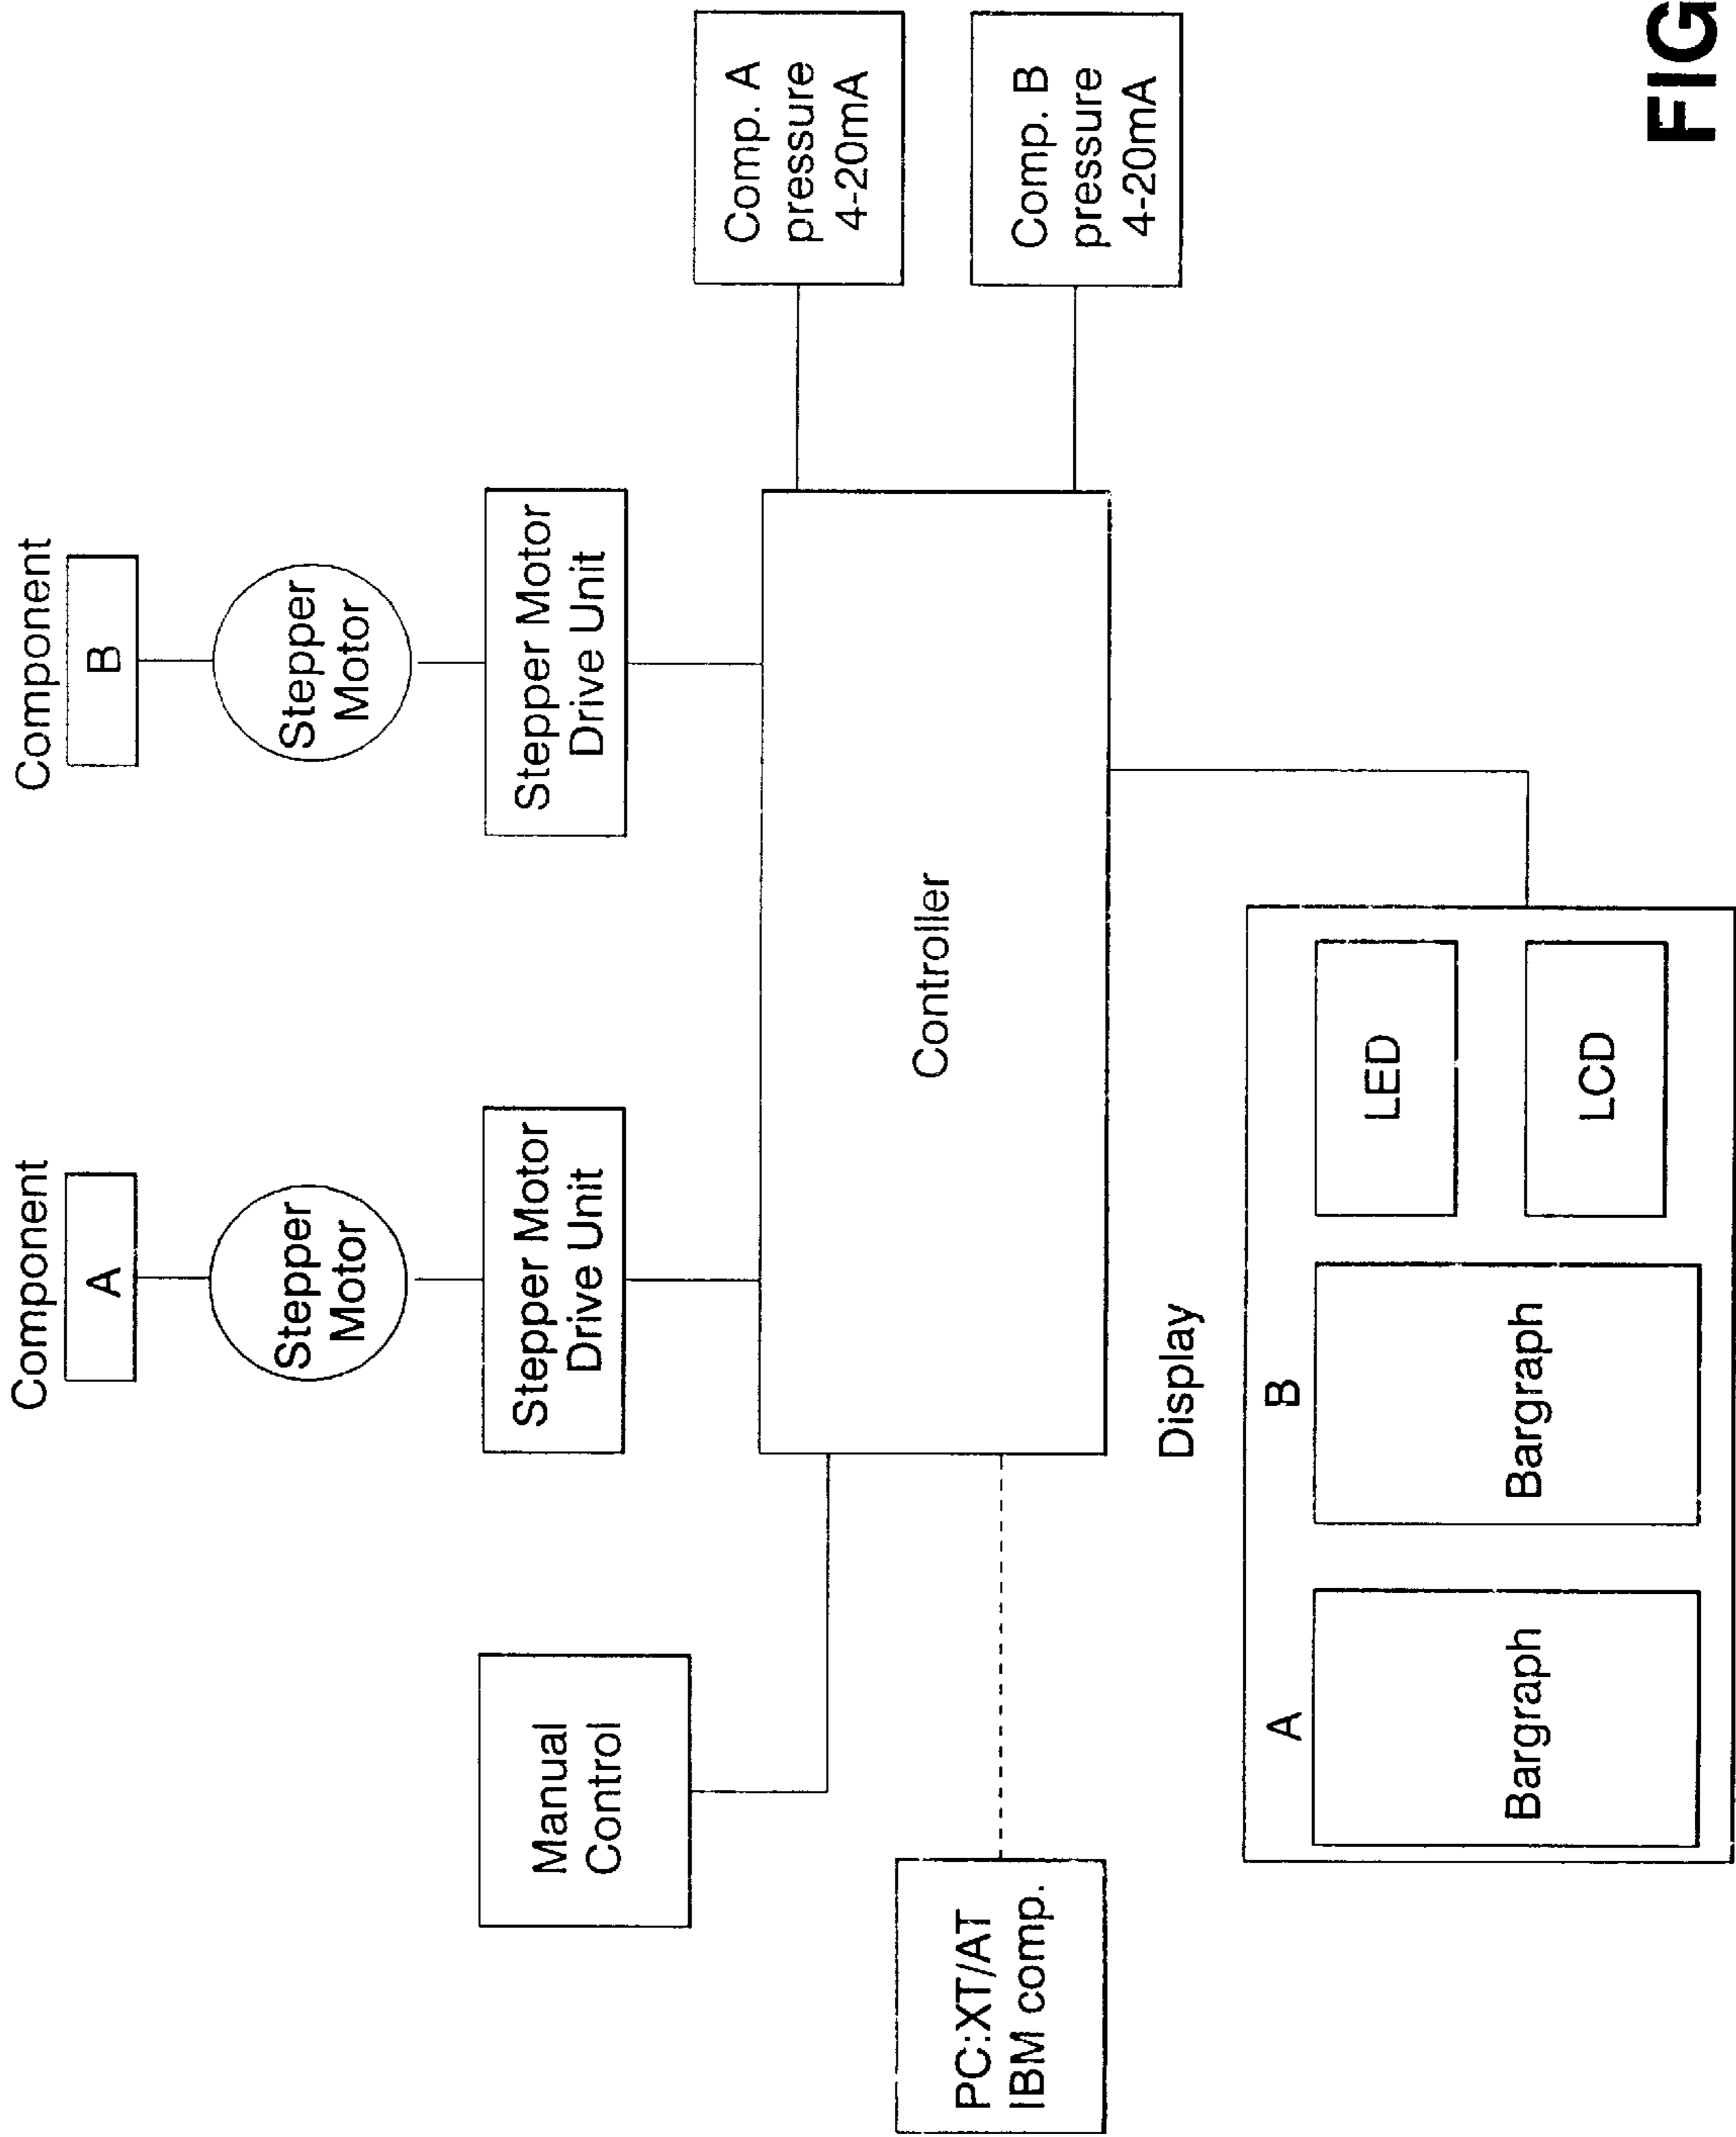 Component
A
Component
B
Stepper
Motor
Stepper
Motor
Manual
Control
Stepper Motor
Drive Unit
Stepper Motor
Drive Unit
Comp. A
pressure
4-20mA
Controller
PC:XT/AT
IBM comp.
Comp. B
pressure
4-20mA
Display
A
B
Bargraph
Bargraph
LED
LCD
FIG